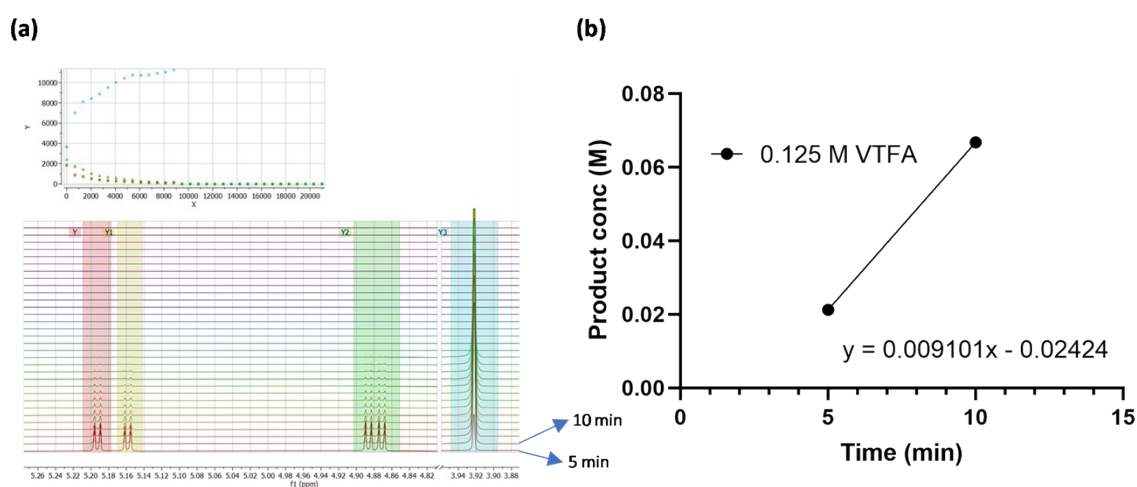 (a)
10000
8000
6000
4000
2000
0
Y
0 2000 4000 6000 8000 10000 12000 14000 16000 18000 20000
X
Y Y1 Y2 Y3
10 min
5 min
5.26 5.24 5.22 5.20 5.18 5.16 5.14 5.12 5.10 5.08 5.06 5.04 5.02 5.00 4.98 4.96 4.94 4.92 4.90 4.88 4.86 4.84 4.82 3.94 3.92 3.90 3.88
f1 (ppm)
(b)
0.08
0.06
0.04
0.02
0.00
Product conc (M)
0.125 M VTFA
y = 0.009101x - 0.02424
0 5 10 15
Time (min)